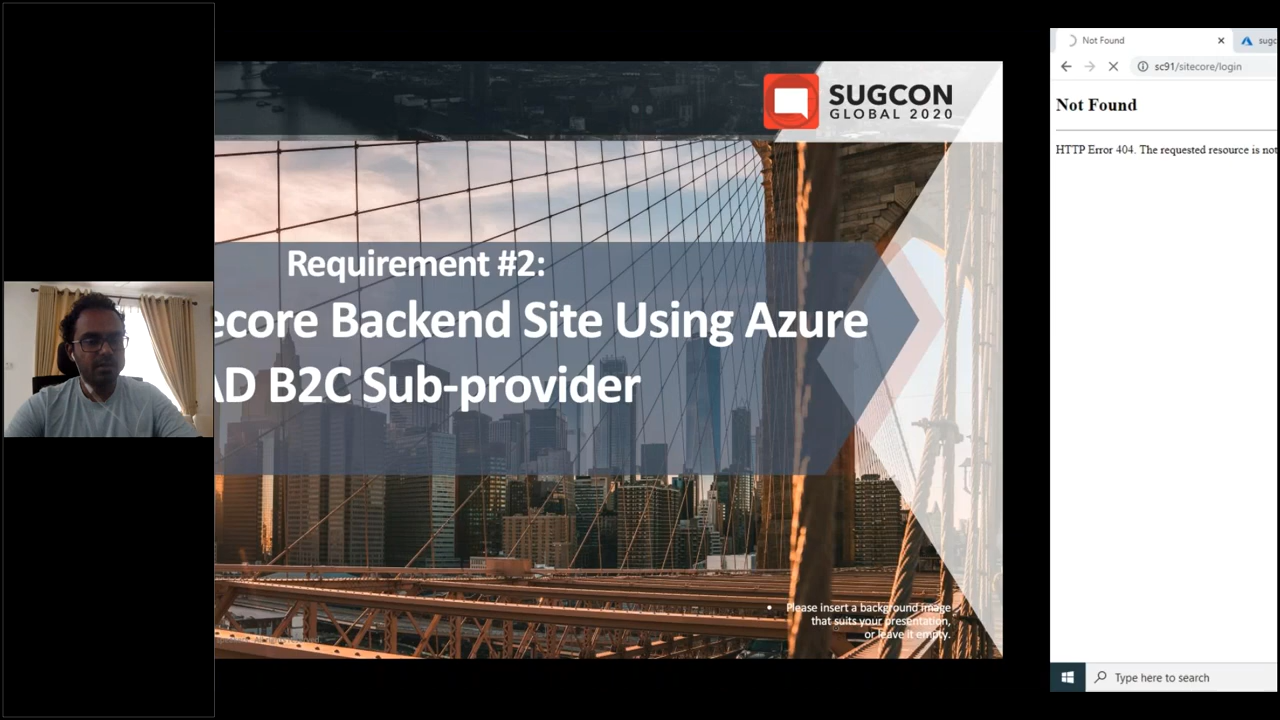 SUGCON
GLOBAL 2020
Requirement #2:
ecore Backend Site Using Azure
AD B2C Sub-provider
• Please insert a background image
that suits your presentation,
or leave it empty.
Not Found
sugc
sc91/sitecore/login
Not Found
HTTP Error 404. The requested resource is not
Type here to search